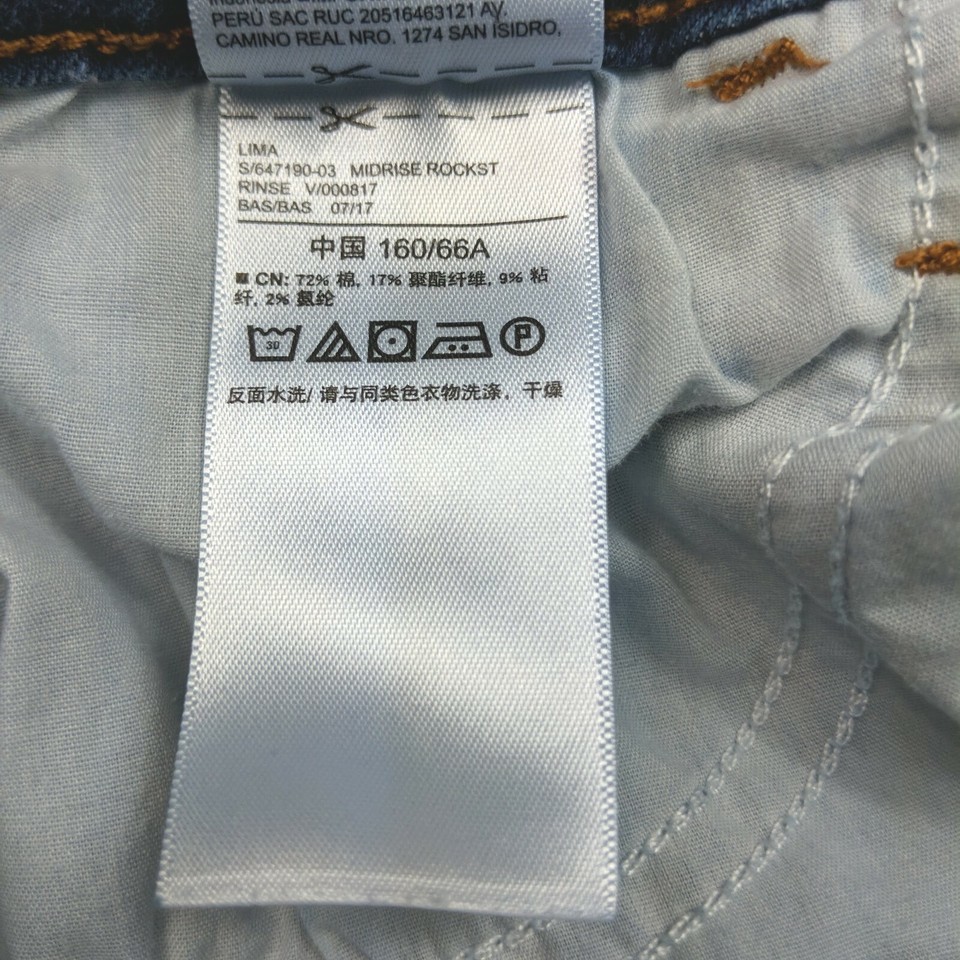 PERÚ SAC RUC 20516463121 AV.
CAMINO REAL NRO. 1274 SAN ISIDRO,
LIMA
S/647190-03 MIDRISE ROCKST
RINSE V/000817
BAS/BAS 07/17
中国 160/66A
■ CN: 72% 棉, 17% 聚酯纤维, 9% 粘
纤, 2% 氨纶
30 P
反面水洗/ 请与同类色衣物洗涤, 干燥